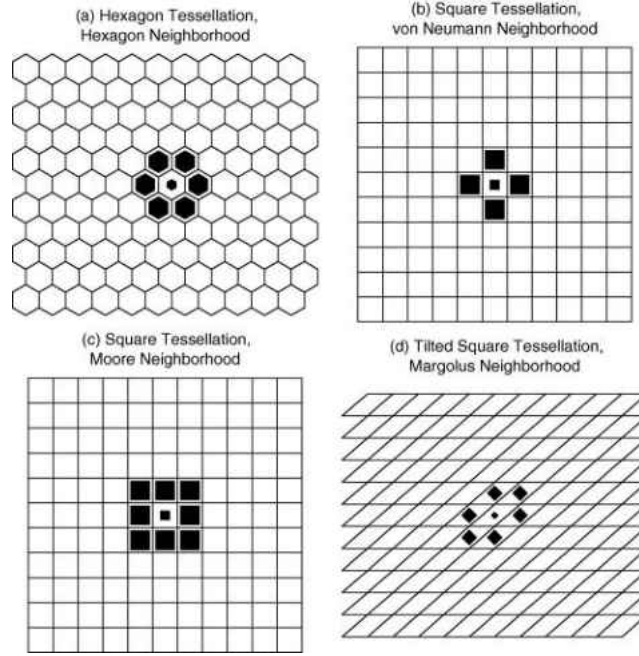 (a) Hexagon Tessellation,
Hexagon Neighborhood
(b) Square Tessellation,
von Neumann Neighborhood
(c) Square Tessellation,
Moore Neighborhood
(d) Tilted Square Tessellation,
Margolus Neighborhood